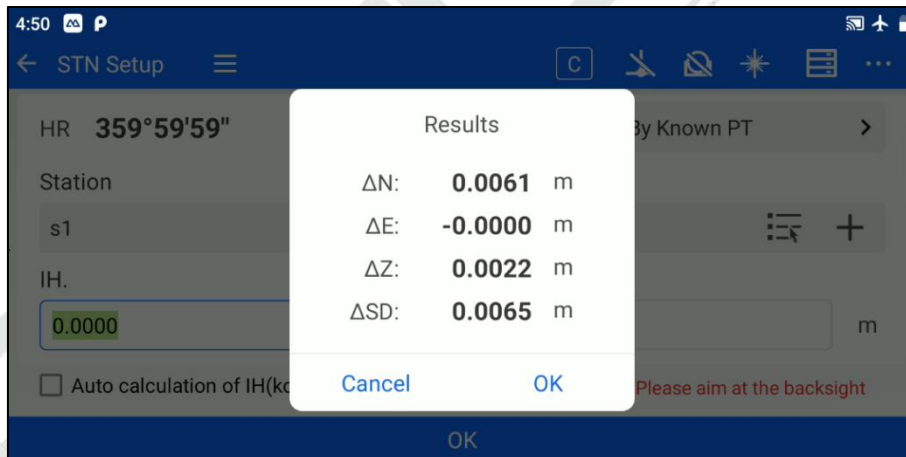 4:50
STN Setup
C
HR 359°59'59"
By Known PT
Station
s1
IH.
0.0000
m
Auto calculation of IH(k
Please aim at the backsight
OK
Results
ΔN: 0.0061 m
ΔE: -0.0000 m
ΔZ: 0.0022 m
ΔSD: 0.0065 m
Cancel OK